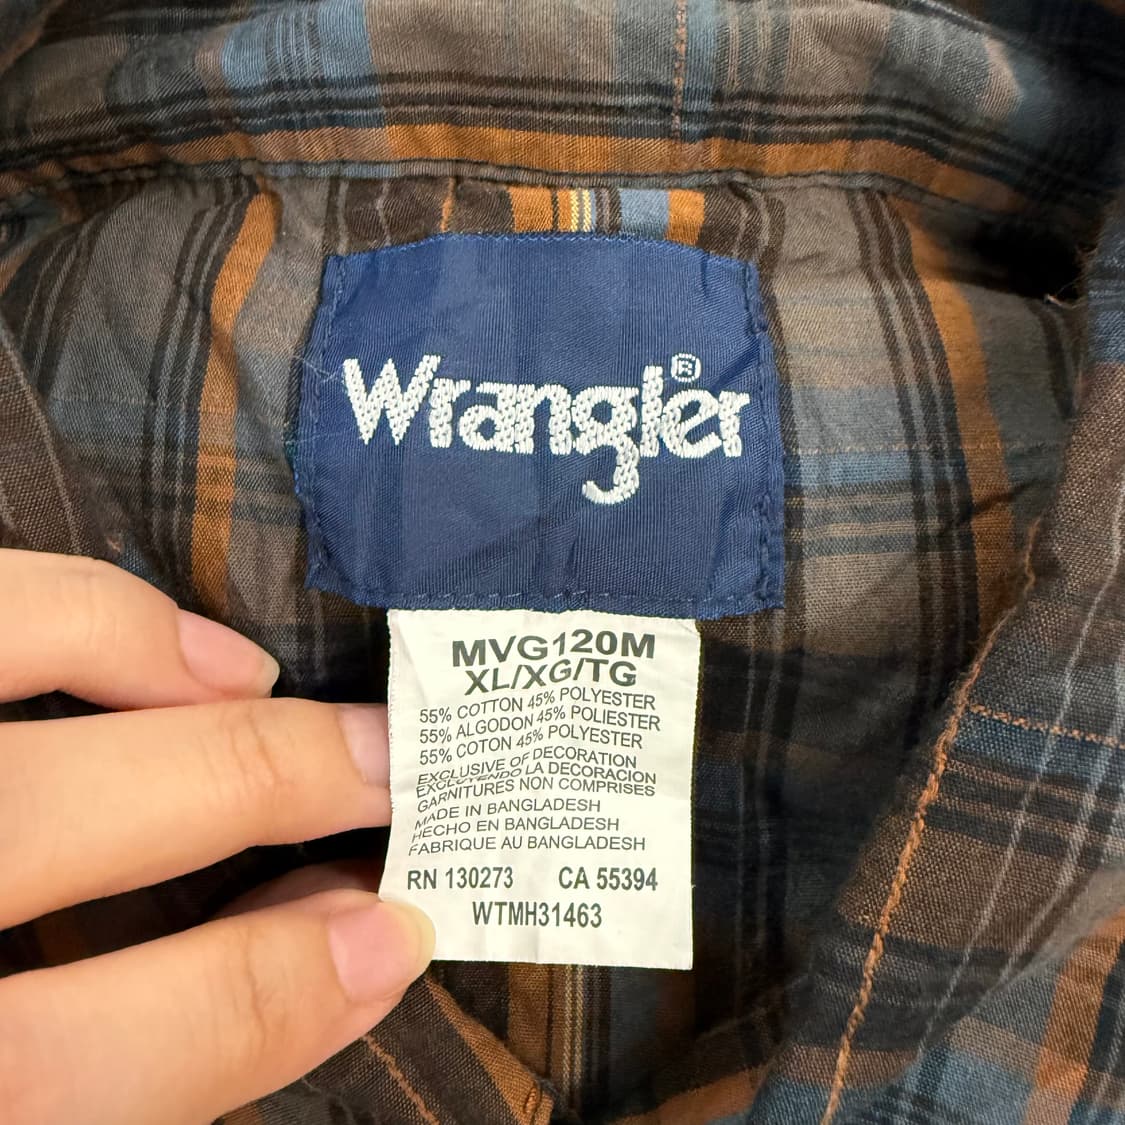 Wrangler®
MVG120M
XL/XG/TG
55% COTTON 45% POLYESTER
55% ALGODON 45% POLIESTER
55% COTON 45% POLYESTER
EXCLUSIVE OF DECORATION
EXCLUYENDO LA DECORACION
GARNITURES NON COMPRISES
MADE IN BANGLADESH
HECHO EN BANGLADESH
FABRIQUE AU BANGLADESH
RN 130273 CA 55394
WTMH31463